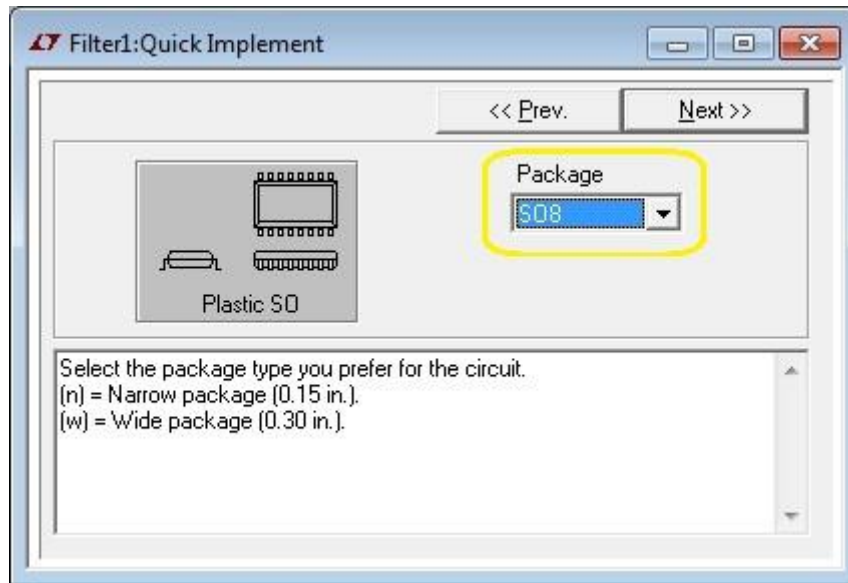 Filter1:Quick Implement
<< Prev.
Next >>
Package
SO8
Plastic SO
Select the package type you prefer for the circuit.
(n) = Narrow package (0.15 in.).
(w) = Wide package (0.30 in.).